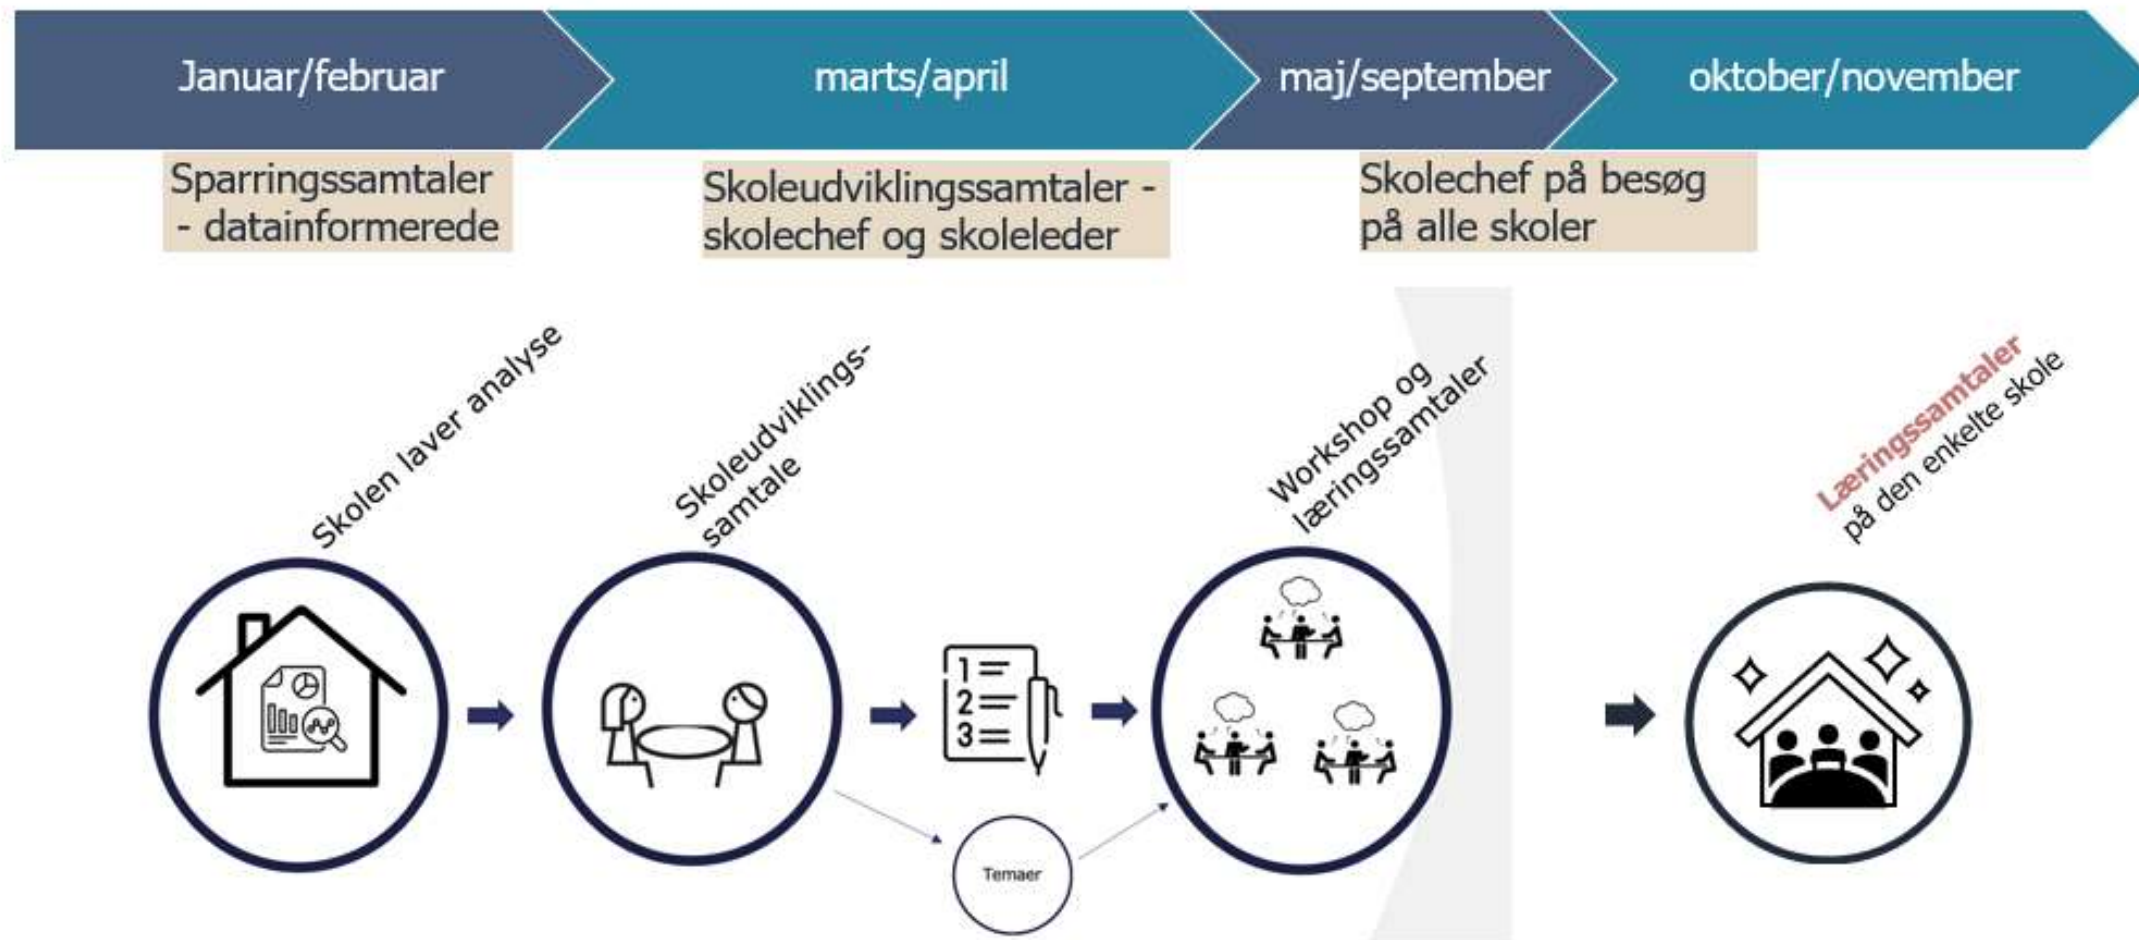 Januar/februar
marts/april
maj/september
oktober/november
Sparringssamtaler
- datainformerede
Skoleudviklingssamtaler -
skolechef og skoleleder
Skolechef på besøg
på alle skoler
Skolen laver analyse
Skoleudviklings-
samtale
Workshop og
læringssamtaler
Læringssamtaler
på den enkelte skole
1
2
3
Temaer